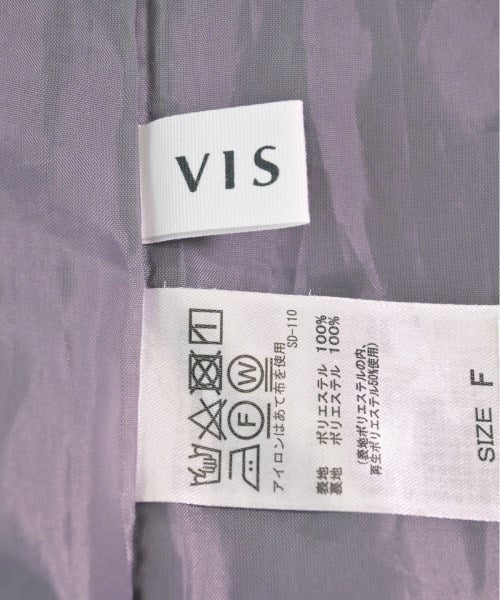 VIS
F W
アイロンはあて布を使用
SD-110
表地 ポリエステル 100%
裏地 ポリエステル 100%
(表地ポリエステルの内、
再生ポリエステル50%使用)
SIZE F